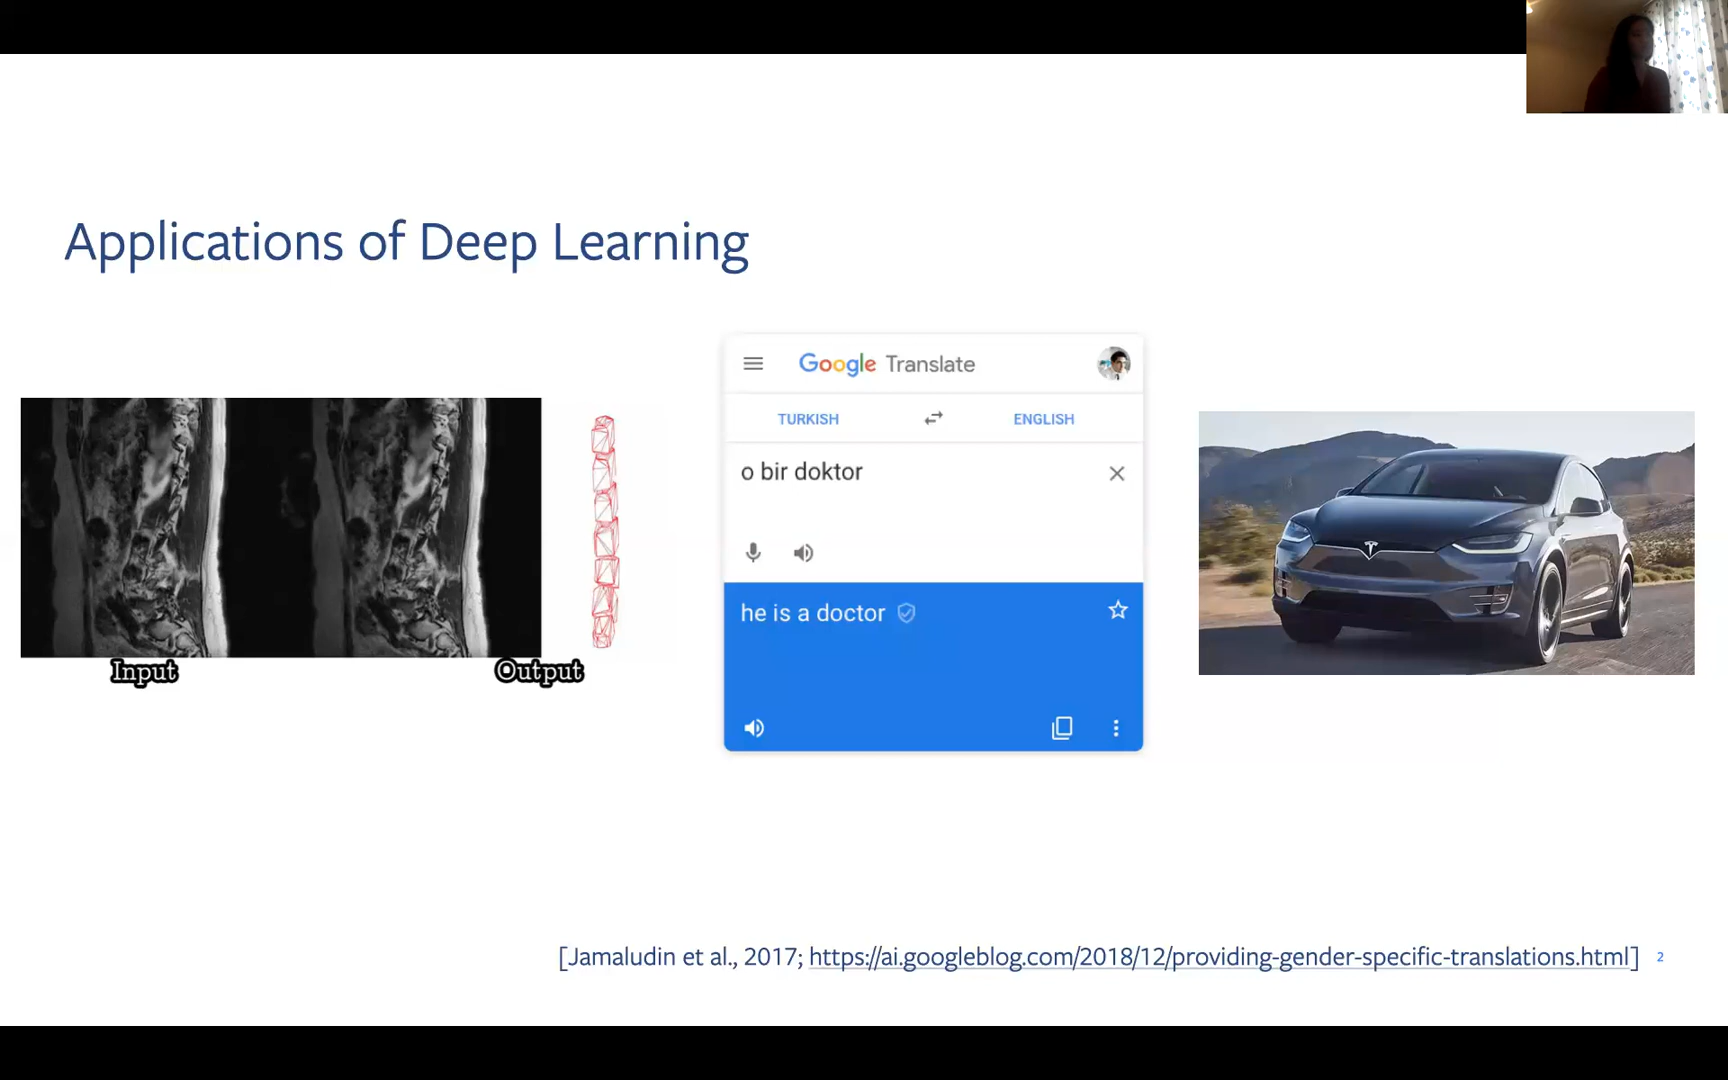 Applications of Deep Learning
Input
Output
Google Translate
TURKISH
ENGLISH
o bir doktor
he is a doctor
[Jamaludin et al., 2017; https://ai.googleblog.com/2018/12/providing-gender-specific-translations.html]
2